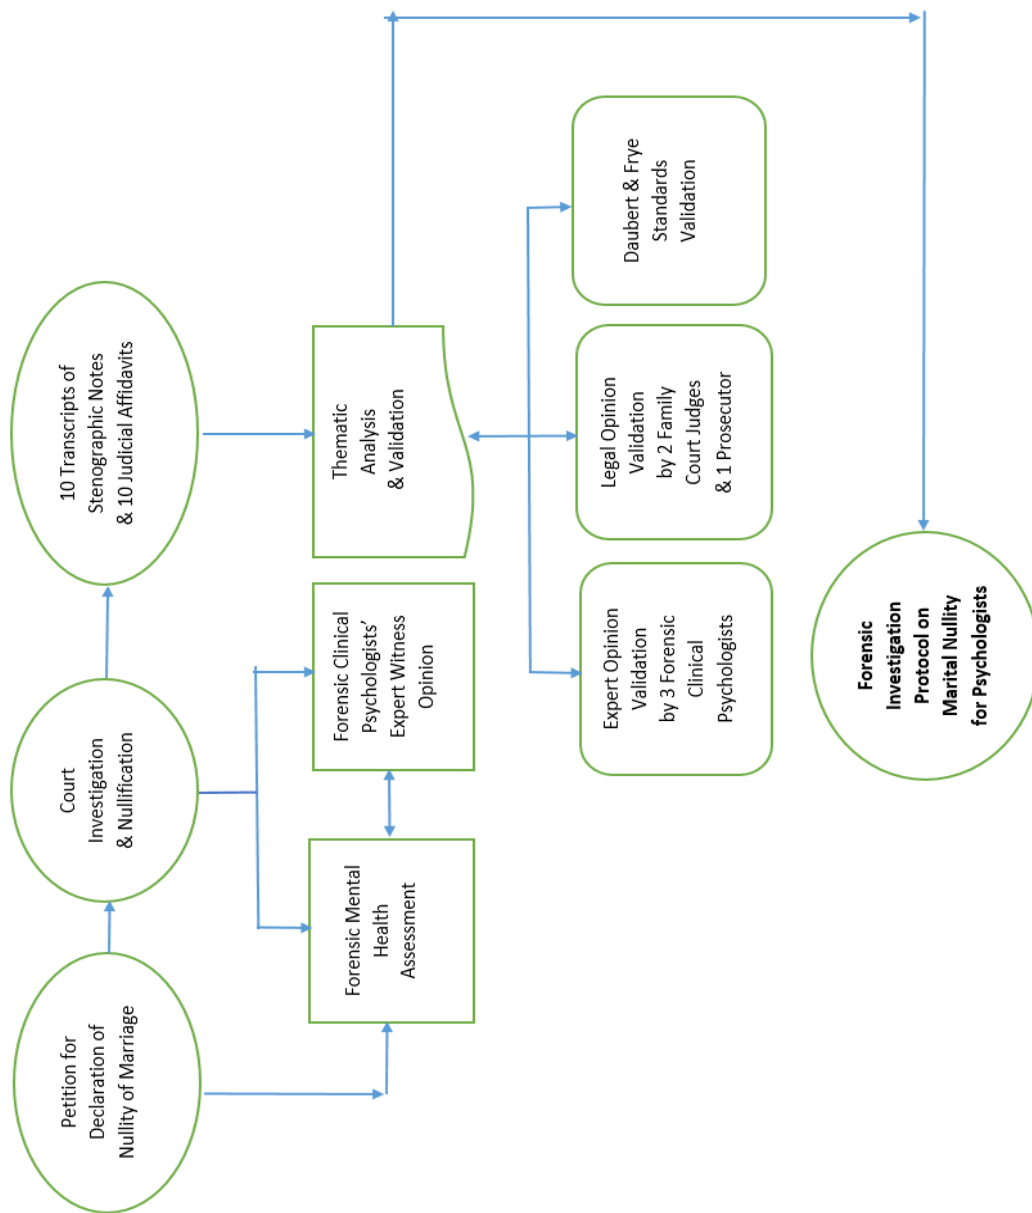 Petition for
Declaration of
Nullity of Marriage
Court
Investigation
& Nullification
10 Transcripts of
Stenographic Notes
& 10 Judicial Affidavits
Forensic Mental
Health
Assessment
Forensic Clinical
Psychologists’
Expert Witness
Opinion
Thematic
Analysis
& Validation
Expert Opinion
Validation
by 3 Forensic
Clinical
Psychologists
Legal Opinion
Validation
by 2 Family
Court Judges
& 1 Prosecutor
Daubert & Frye
Standards
Validation
Forensic
Investigation
Protocol on
Marital Nullity
for Psychologists